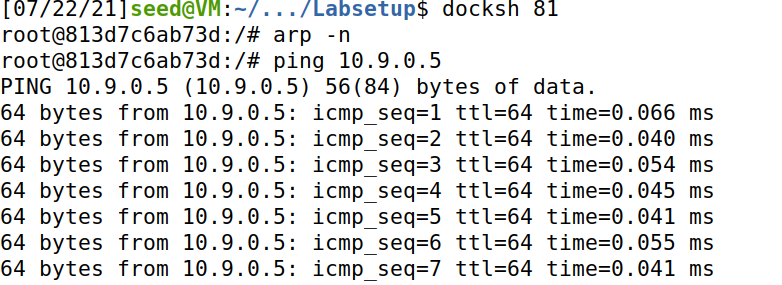 [07/22/21]seed@VM:~/.../Labsetup$ docksh 81
root@813d7c6ab73d:/# arp -n
root@813d7c6ab73d:/# ping 10.9.0.5
PING 10.9.0.5 (10.9.0.5) 56(84) bytes of data.
64 bytes from 10.9.0.5: icmp_seq=1 ttl=64 time=0.066 ms
64 bytes from 10.9.0.5: icmp_seq=2 ttl=64 time=0.040 ms
64 bytes from 10.9.0.5: icmp_seq=3 ttl=64 time=0.054 ms
64 bytes from 10.9.0.5: icmp_seq=4 ttl=64 time=0.045 ms
64 bytes from 10.9.0.5: icmp_seq=5 ttl=64 time=0.041 ms
64 bytes from 10.9.0.5: icmp_seq=6 ttl=64 time=0.055 ms
64 bytes from 10.9.0.5: icmp_seq=7 ttl=64 time=0.041 ms